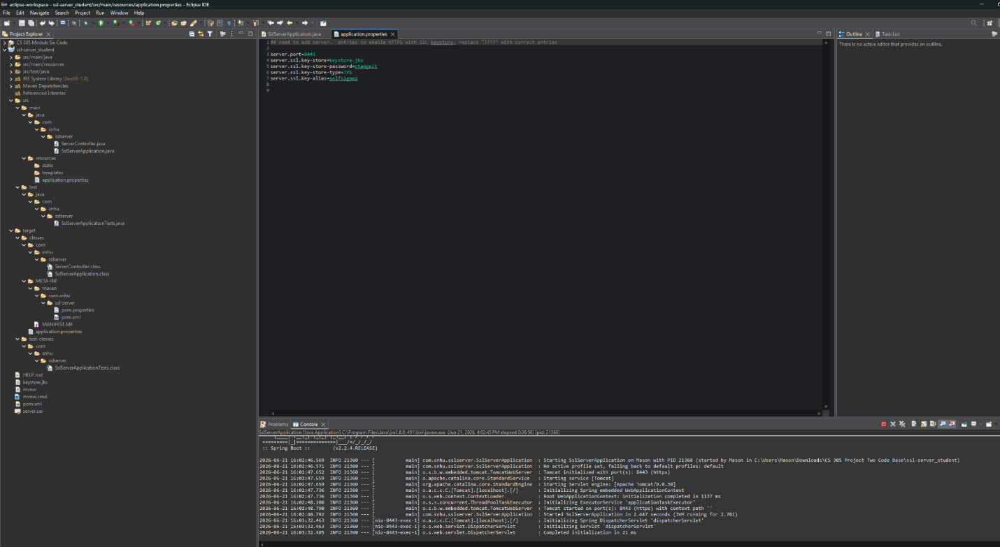 eclipse-workspace - ssl-server_student/src/main/resources/application.properties - Eclipse IDE
File Edit Navigate Search Project Run Window Help
Project Explorer
CS 305 Module Six Code
ssl-server_student
src/main/java
src/main/resources
src/test/java
JRE System Library [JavaSE-1.8]
Maven Dependencies
Referenced Libraries
src
main
java
com
snhu
sslserver
ServerController.java
SslServerApplication.java
resources
static
templates
application.properties
test
java
com
snhu
sslserver
SslServerApplicationTests.java
target
classes
com
snhu
sslserver
ServerController.class
SslServerApplication.class
META-INF
maven
com.snhu
ssl-server
pom.properties
pom.xml
MANIFEST.MF
application.properties
test-classes
com
snhu
sslserver
SslServerApplicationTests.class
HELP.md
keystore.jks
mvnw
mvnw.cmd
pom.xml
server.cer
SslServerApplication.java application.properties
1 ## need to add server. entries to enable HTTPS with SSL keystore, replace "????" with correct entries
2
3 server.port=8443
4 server.ssl.key-store=keystore.jks
5 server.ssl.key-store-password=changeit
6 server.ssl.key-store-type=JKS
7 server.ssl.key-alias=selfsigned
8
9
Outline Task List
There is no active editor that provides an outline.
Problems Console
SslServerApplication [Java Application] C:\Program Files\Java\jre1.8.0_491\bin\javaw.exe (Jun 21, 2026, 4:02:45 PM elapsed 0:06:56) [pid: 21360]
=========|_|==============|___/=/_/_/_/
:: Spring Boot :: (v2.2.4.RELEASE)
2026-06-21 16:02:46.569 INFO 21360 --- [ main] com.snhu.sslserver.SslServerApplication : Starting SslServerApplication on Mason with PID 21360 (started by Mason in C:\Users\Mason\Downloads\CS 305 Project Two Code Base\ssl-server_student)
2026-06-21 16:02:46.571 INFO 21360 --- [ main] com.snhu.sslserver.SslServerApplication : No active profile set, falling back to default profiles: default
2026-06-21 16:02:47.652 INFO 21360 --- [ main] o.s.b.w.embedded.tomcat.TomcatWebServer : Tomcat initialized with port(s): 8443 (https)
2026-06-21 16:02:47.659 INFO 21360 --- [ main] o.apache.catalina.core.StandardService : Starting service [Tomcat]
2026-06-21 16:02:47.659 INFO 21360 --- [ main] org.apache.catalina.core.StandardEngine : Starting Servlet engine: [Apache Tomcat/9.0.30]
2026-06-21 16:02:47.736 INFO 21360 --- [ main] o.a.c.c.C.[Tomcat].[localhost].[/] : Initializing Spring embedded WebApplicationContext
2026-06-21 16:02:47.736 INFO 21360 --- [ main] o.s.web.context.ContextLoader : Root WebApplicationContext: initialization completed in 1137 ms
2026-06-21 16:02:48.108 INFO 21360 --- [ main] o.s.s.concurrent.ThreadPoolTaskExecutor : Initializing ExecutorService 'applicationTaskExecutor'
2026-06-21 16:02:48.790 INFO 21360 --- [ main] o.s.b.w.embedded.tomcat.TomcatWebServer : Tomcat started on port(s): 8443 (https) with context path ''
2026-06-21 16:02:48.792 INFO 21360 --- [ main] com.snhu.sslserver.SslServerApplication : Started SslServerApplication in 2.447 seconds (JVM running for 2.781)
2026-06-21 16:03:32.463 INFO 21360 --- [nio-8443-exec-1] o.a.c.c.C.[Tomcat].[localhost].[/] : Initializing Spring DispatcherServlet 'dispatcherServlet'
2026-06-21 16:03:32.463 INFO 21360 --- [nio-8443-exec-1] o.s.web.servlet.DispatcherServlet : Initializing Servlet 'dispatcherServlet'
2026-06-21 16:03:32.485 INFO 21360 --- [nio-8443-exec-1] o.s.web.servlet.DispatcherServlet : Completed initialization in 21 ms